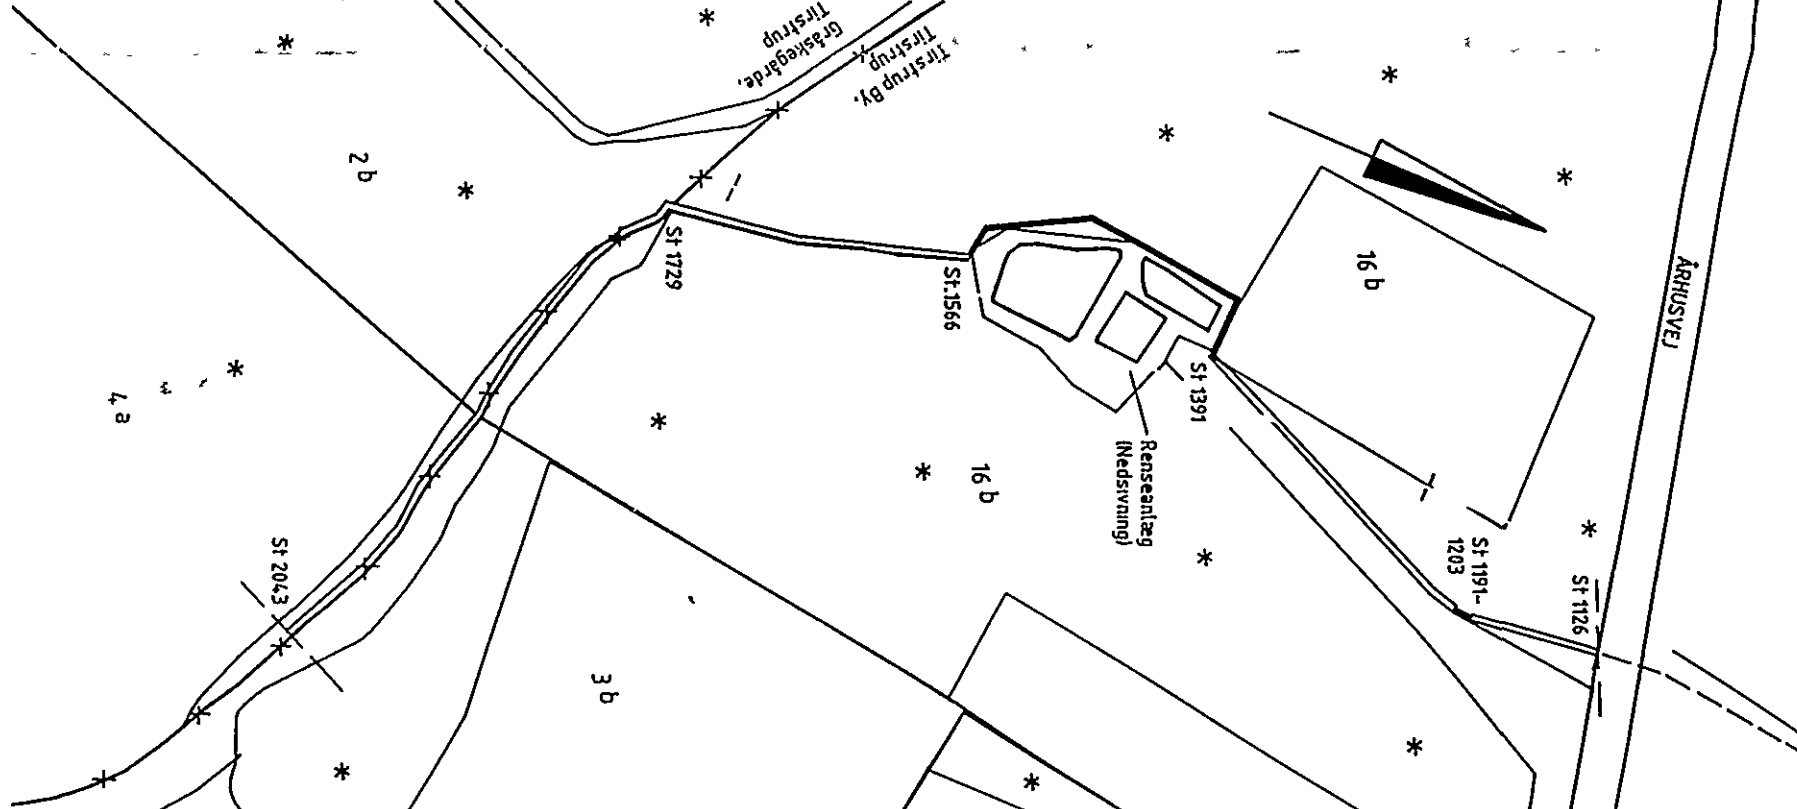 Gråskegårde,
Tirstrup
Tirstrup By,
Tirstrup
2 b
St 1729
St.1566
16 b
ÅRHUSVEJ
St 1391
4 a
Renseanlæg
(Nedsivning)
16 b
St 1191-
1203
St 1126
St 2043
3 b